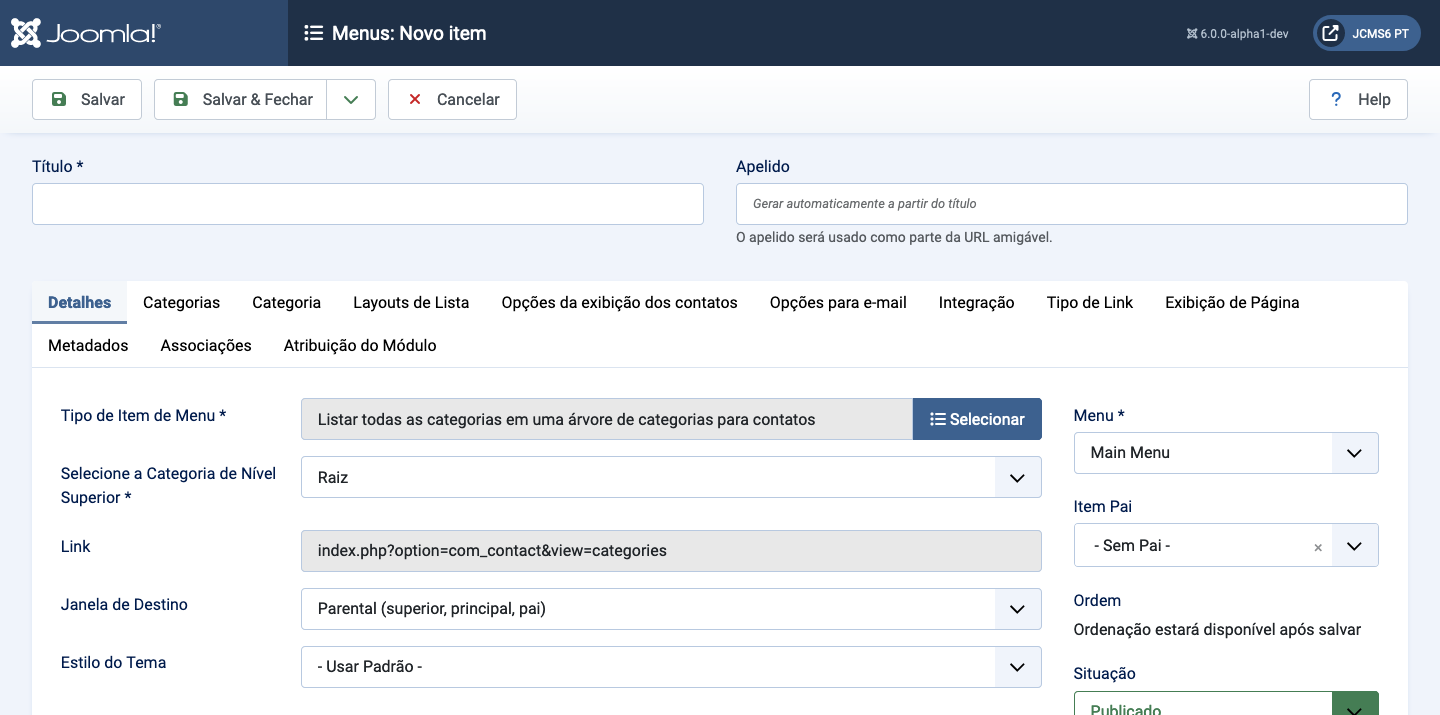 Joomla!®
Menus: Novo item
6.0.0-alpha1-dev
JCMS6 PT
Salvar
Salvar & Fechar
Cancelar
? Help
Título *
Apelido
Gerar automaticamente a partir do título
O apelido será usado como parte da URL amigável.
Detalhes Categorias Categoria Layouts de Lista Opções da exibição dos contatos Opções para e-mail Integração Tipo de Link Exibição de Página
Metadados Associações Atribuição do Módulo
Tipo de Item de Menu *
Listar todas as categorias em uma árvore de categorias para contatos
Selecionar
Selecione a Categoria de Nível
Superior *
Raiz
Link
index.php?option=com_contact&view=categories
Janela de Destino
Parental (superior, principal, pai)
Estilo do Tema
- Usar Padrão -
Menu *
Main Menu
Item Pai
- Sem Pai - ×
Ordem
Ordenação estará disponível após salvar
Situação
Publicado